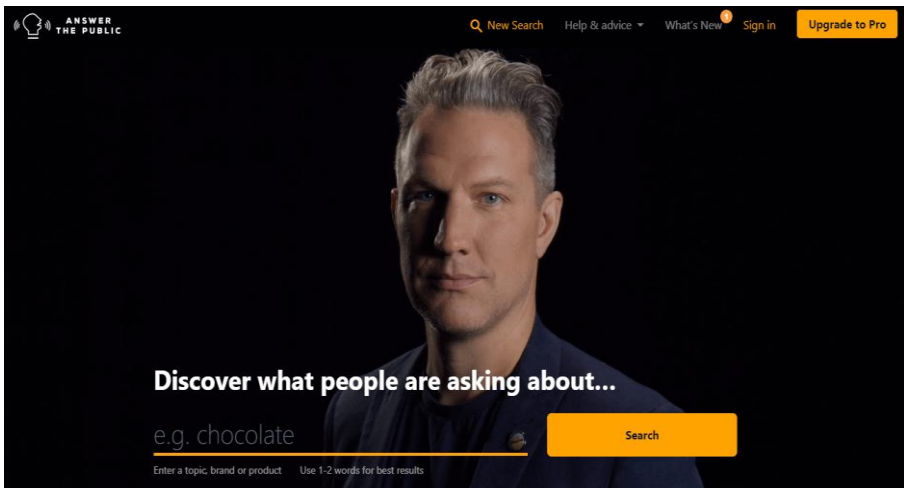 ANSWER
THE PUBLIC
New Search
Help & advice
What's New
1
Sign in
Upgrade to Pro
Discover what people are asking about...
e.g. chocolate
Search
Enter a topic, brand or product
Use 1-2 words for best results